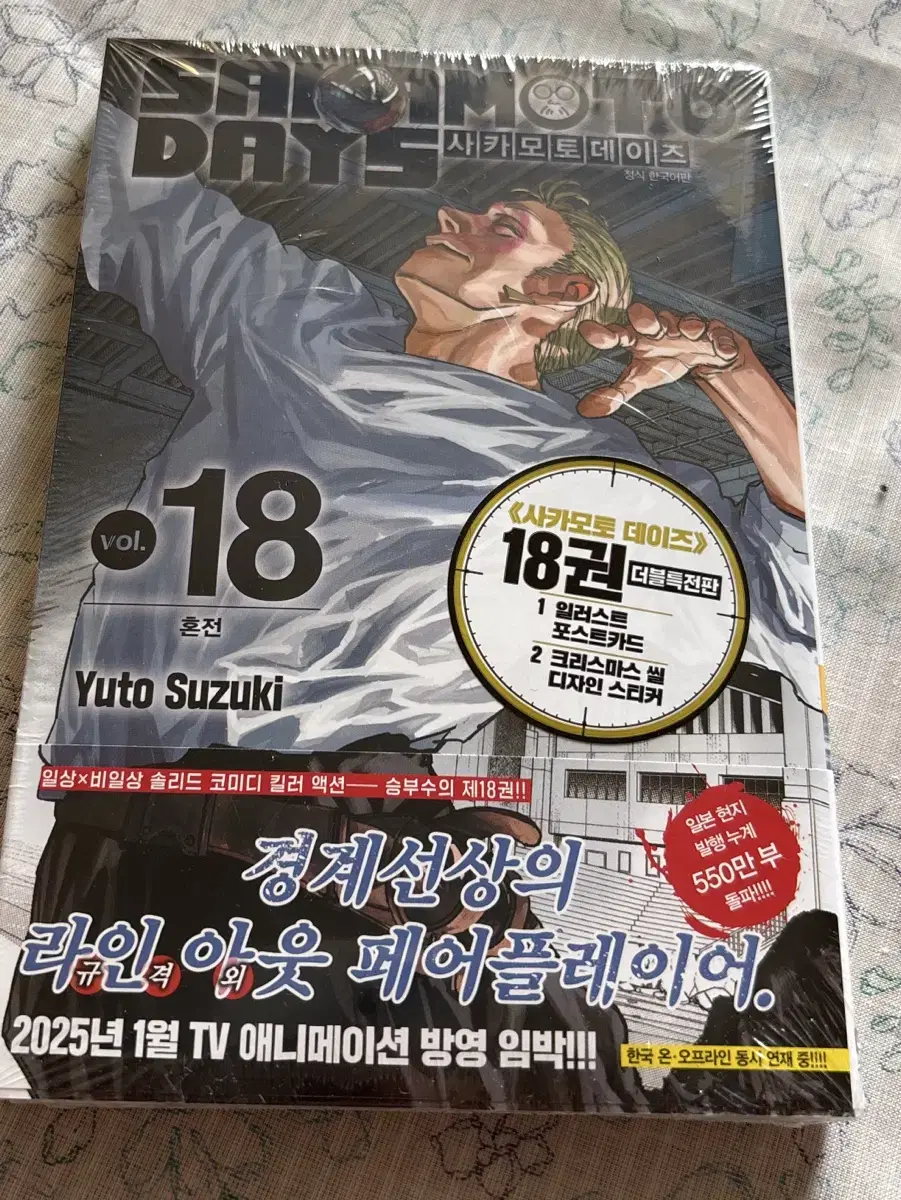 SAKAMOTO
DAYS
사카모토데이즈
정식 한국어판
vol. 18
혼전
Yuto Suzuki
《사카모토 데이즈》
18권 더블특전판
1 일러스트
포스트카드
2 크리스마스 씰
디자인 스티커
일상×비일상 솔리드 코미디 킬러 액션── 승부수의 제18권!!
일본 현지
발행 누계
550만 부
돌파!!!!
경계선상의
라인 아웃 페어플레이어.
규격외
2025년 1월 TV 애니메이션 방영 임박!!!
한국 온·오프라인 동시 연재 중!!!!